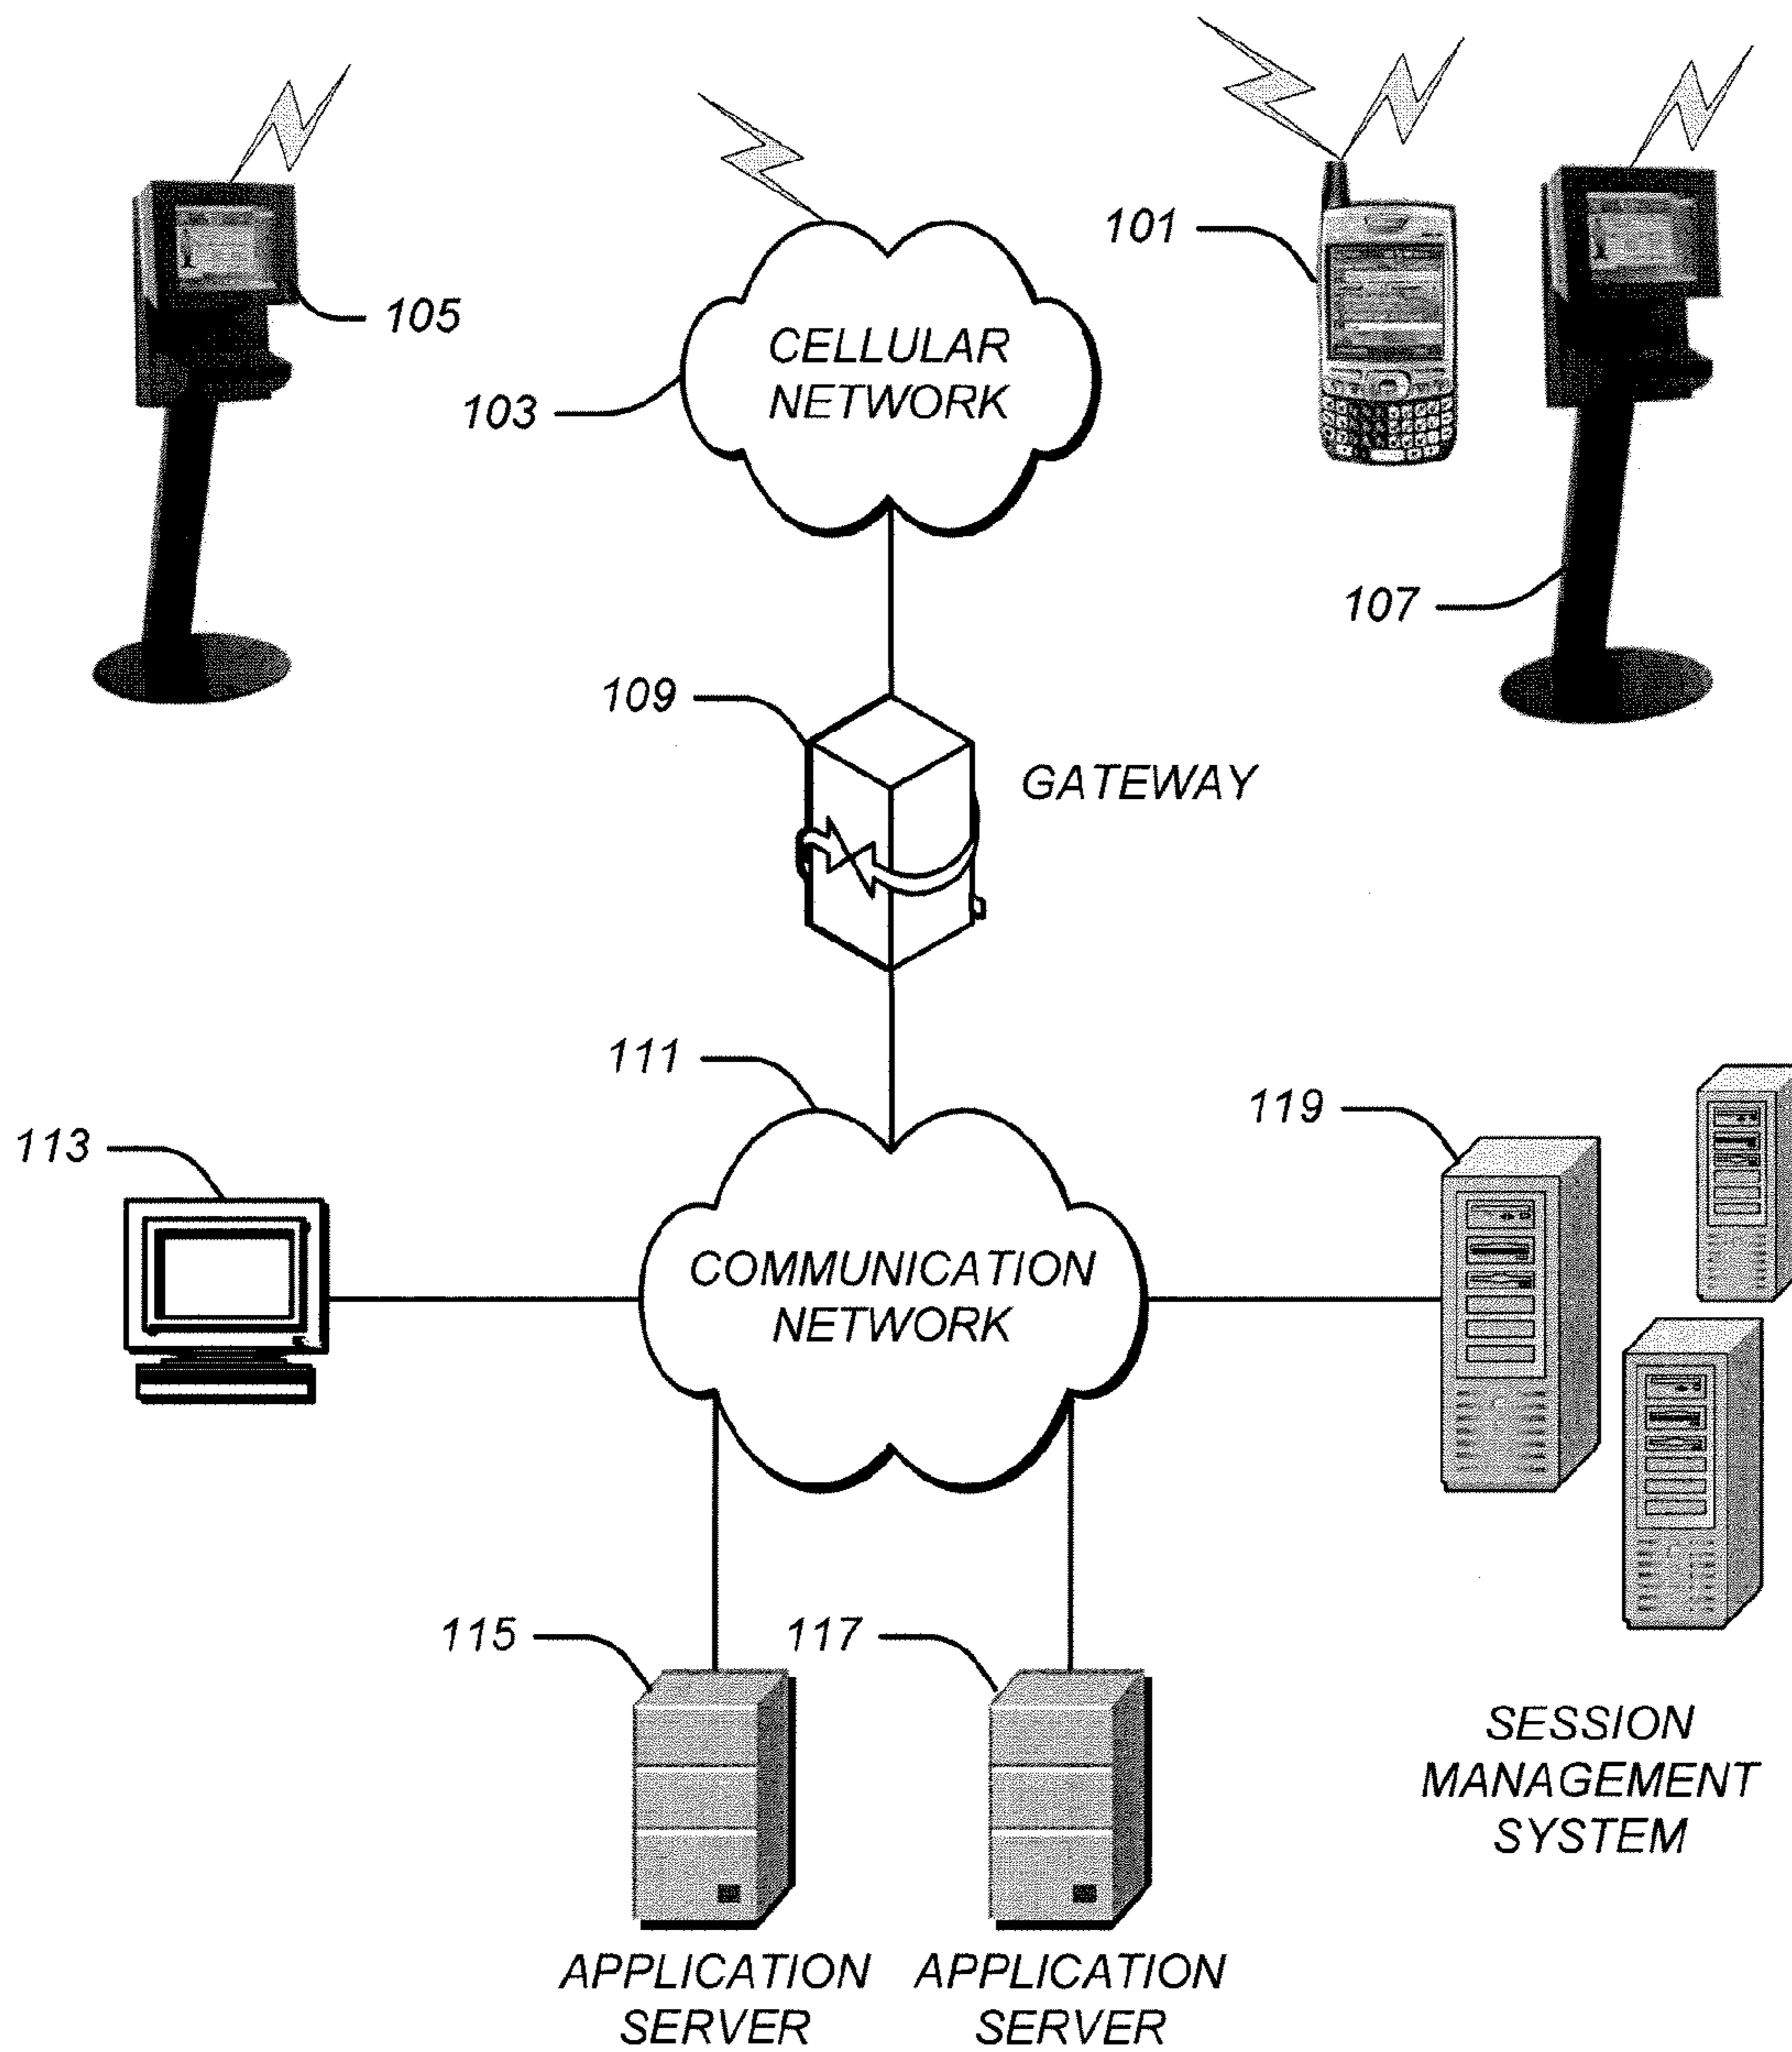 101
105
CELLULAR
NETWORK
103
107
109
GATEWAY
111
119
113
COMMUNICATION
NETWORK
115
117
SESSION
MANAGEMENT
SYSTEM
APPLICATION
SERVER
APPLICATION
SERVER